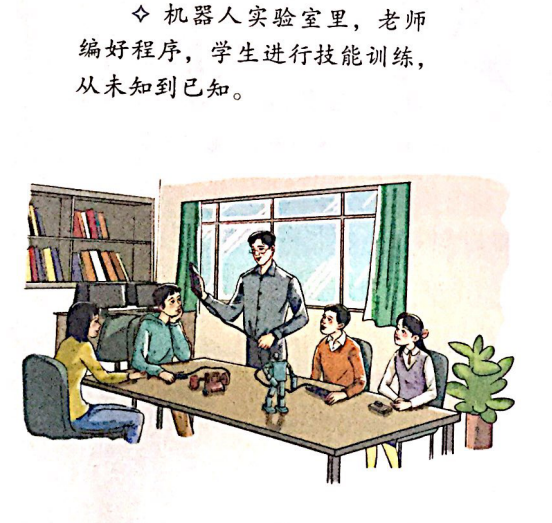 ✧ 机器人实验室里，老师
编好程序，学生进行技能训练，
从未知到已知。